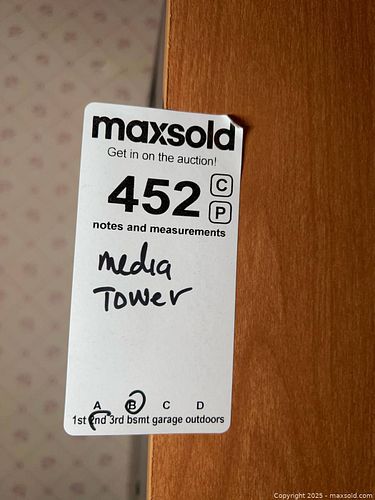 maxsold
Get in on the auction!
452 C
P
notes and measurements
media
Tower
A B C D
1st 2nd 3rd bsmt garage outdoors
Copyright 2025 - maxsold.com